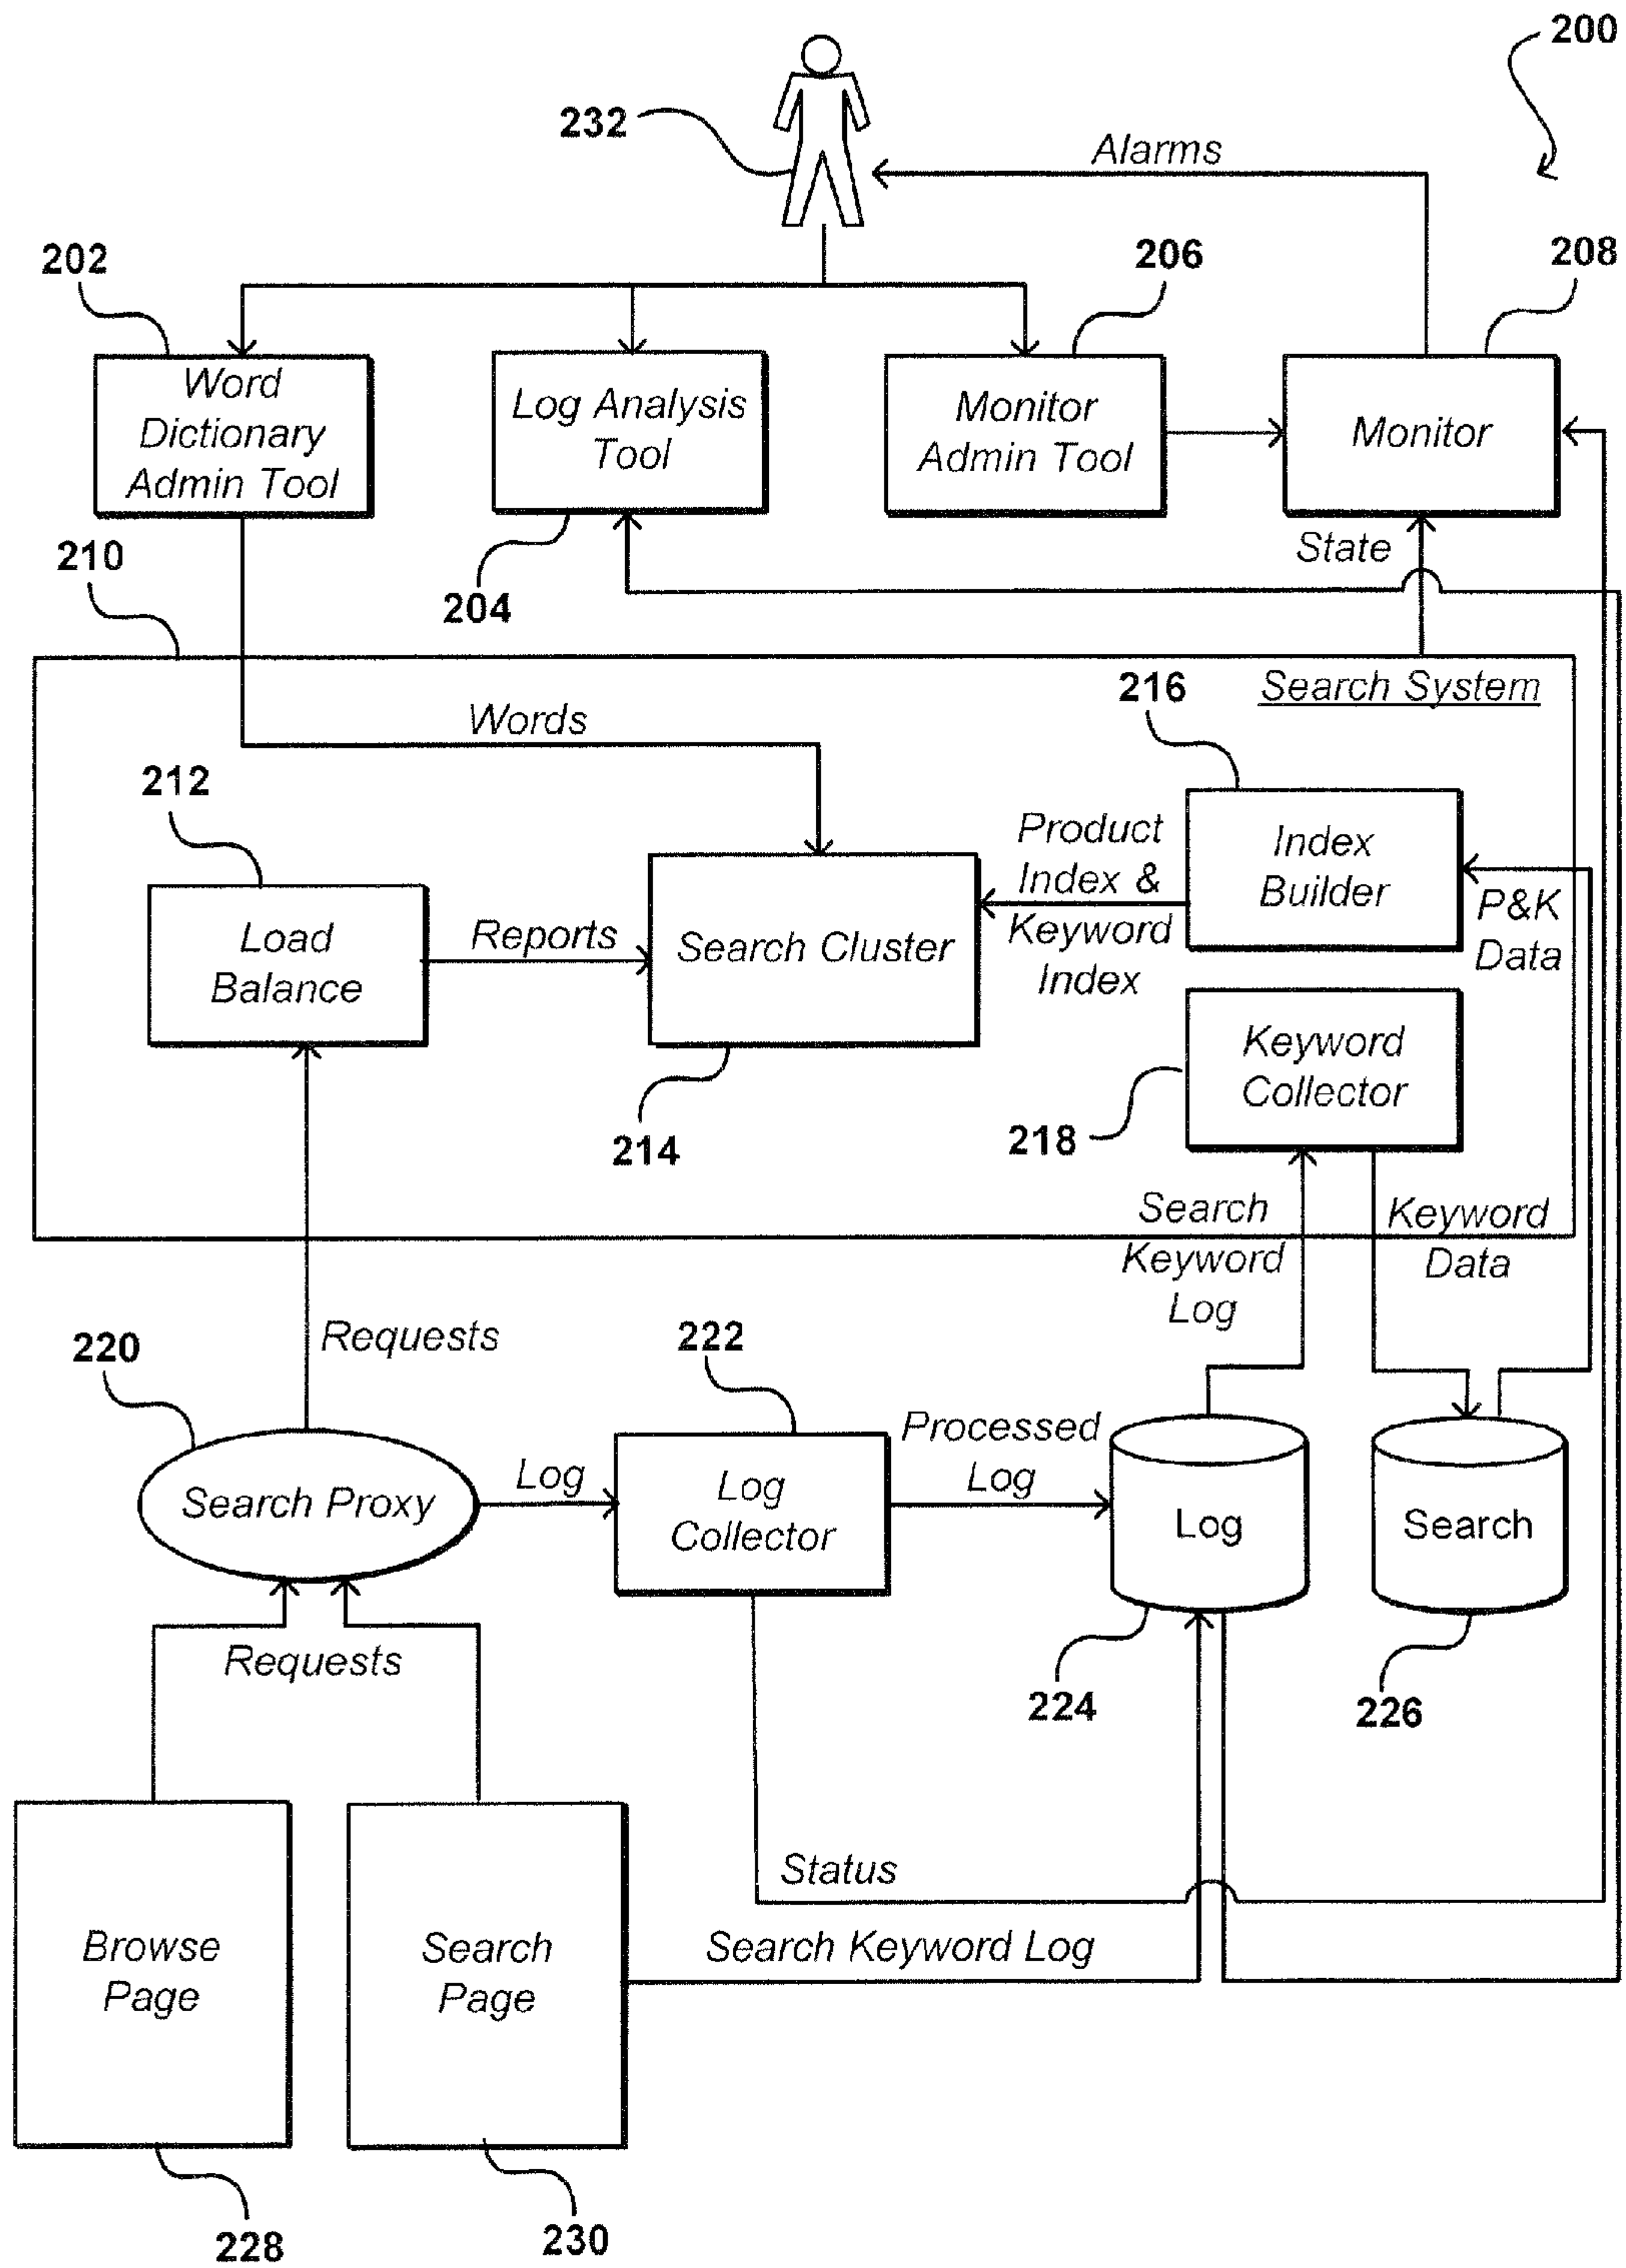 200
232
Alarms
202
206
208
Word
Dictionary
Admin Tool
Log Analysis
Tool
Monitor
Admin Tool
Monitor
210
204
State
Search System
216
Words
212
Product
Index &
Keyword
Index
Index
Builder
P&K
Data
Load
Balance
Reports
Search Cluster
Keyword
Collector
214
218
Search
Keyword
Log
Keyword
Data
Requests
220
222
Search Proxy
Log
Log
Collector
Processed
Log
Log
Search
Requests
224
226
Status
Browse
Page
Search
Page
Search Keyword Log
228
230